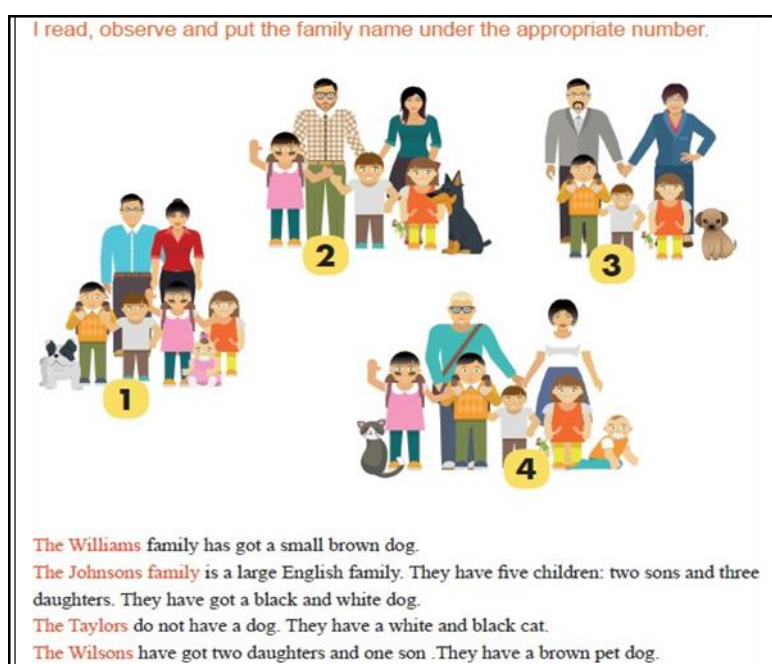 I read, observe and put the family name under the appropriate number.
2
3
1
4
The Williams family has got a small brown dog.
The Johnsons family is a large English family. They have five children: two sons and three
daughters. They have got a black and white dog.
The Taylors do not have a dog. They have a white and black cat.
The Wilsons have got two daughters and one son .They have a brown pet dog.